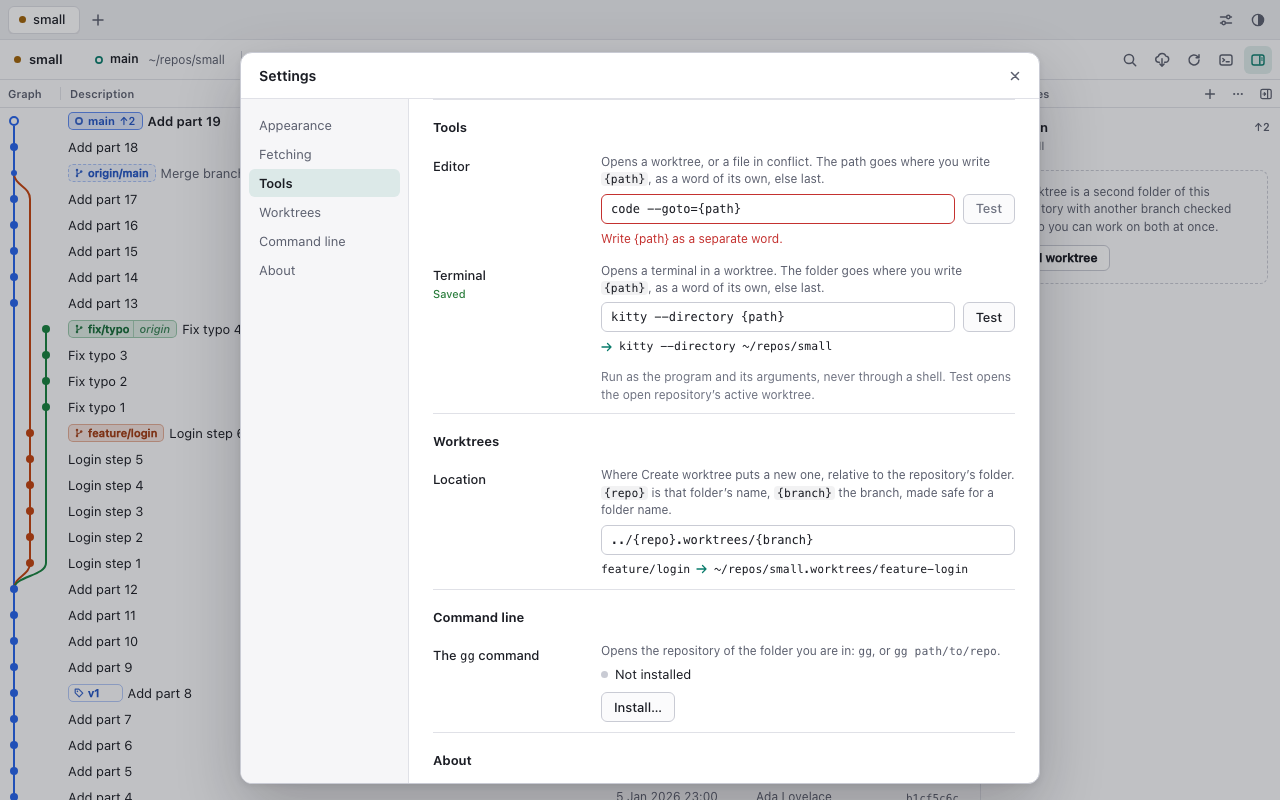 small
small
main ~/repos/small
Settings
Graph
Description
main ↑2 Add part 19
Add part 18
origin/main Merge branch
Add part 17
Add part 16
Add part 15
Add part 14
Add part 13
fix/typo origin Fix typo 4
Fix typo 3
Fix typo 2
Fix typo 1
feature/login Login step 6
Login step 5
Login step 4
Login step 3
Login step 2
Login step 1
Add part 12
Add part 11
Add part 10
Add part 9
v1 Add part 8
Add part 7
Add part 6
Add part 5
Add part 4
Appearance
Fetching
Tools
Worktrees
Command line
About
Tools
Editor
Opens a worktree, or a file in conflict. The path goes where you write
{path}, as a word of its own, else last.
code --goto={path}
Test
Write {path} as a separate word.
Terminal
Saved
Opens a terminal in a worktree. The folder goes where you write
{path}, as a word of its own, else last.
kitty --directory {path}
Test
→ kitty --directory ~/repos/small
Run as the program and its arguments, never through a shell. Test opens
the open repository's active worktree.
Worktrees
Location
Where Create worktree puts a new one, relative to the repository's folder.
{repo} is that folder's name, {branch} the branch, made safe for a
folder name.
../{repo}.worktrees/{branch}
feature/login → ~/repos/small.worktrees/feature-login
Command line
The gg command
Opens the repository of the folder you are in: gg, or gg path/to/repo.
Not installed
Install…
About
↑2
is a second folder of this
with another branch checked
you can work on both at once.
worktree
5 Jan 2026 23:00
Ada Lovelace
b1cf5c6c